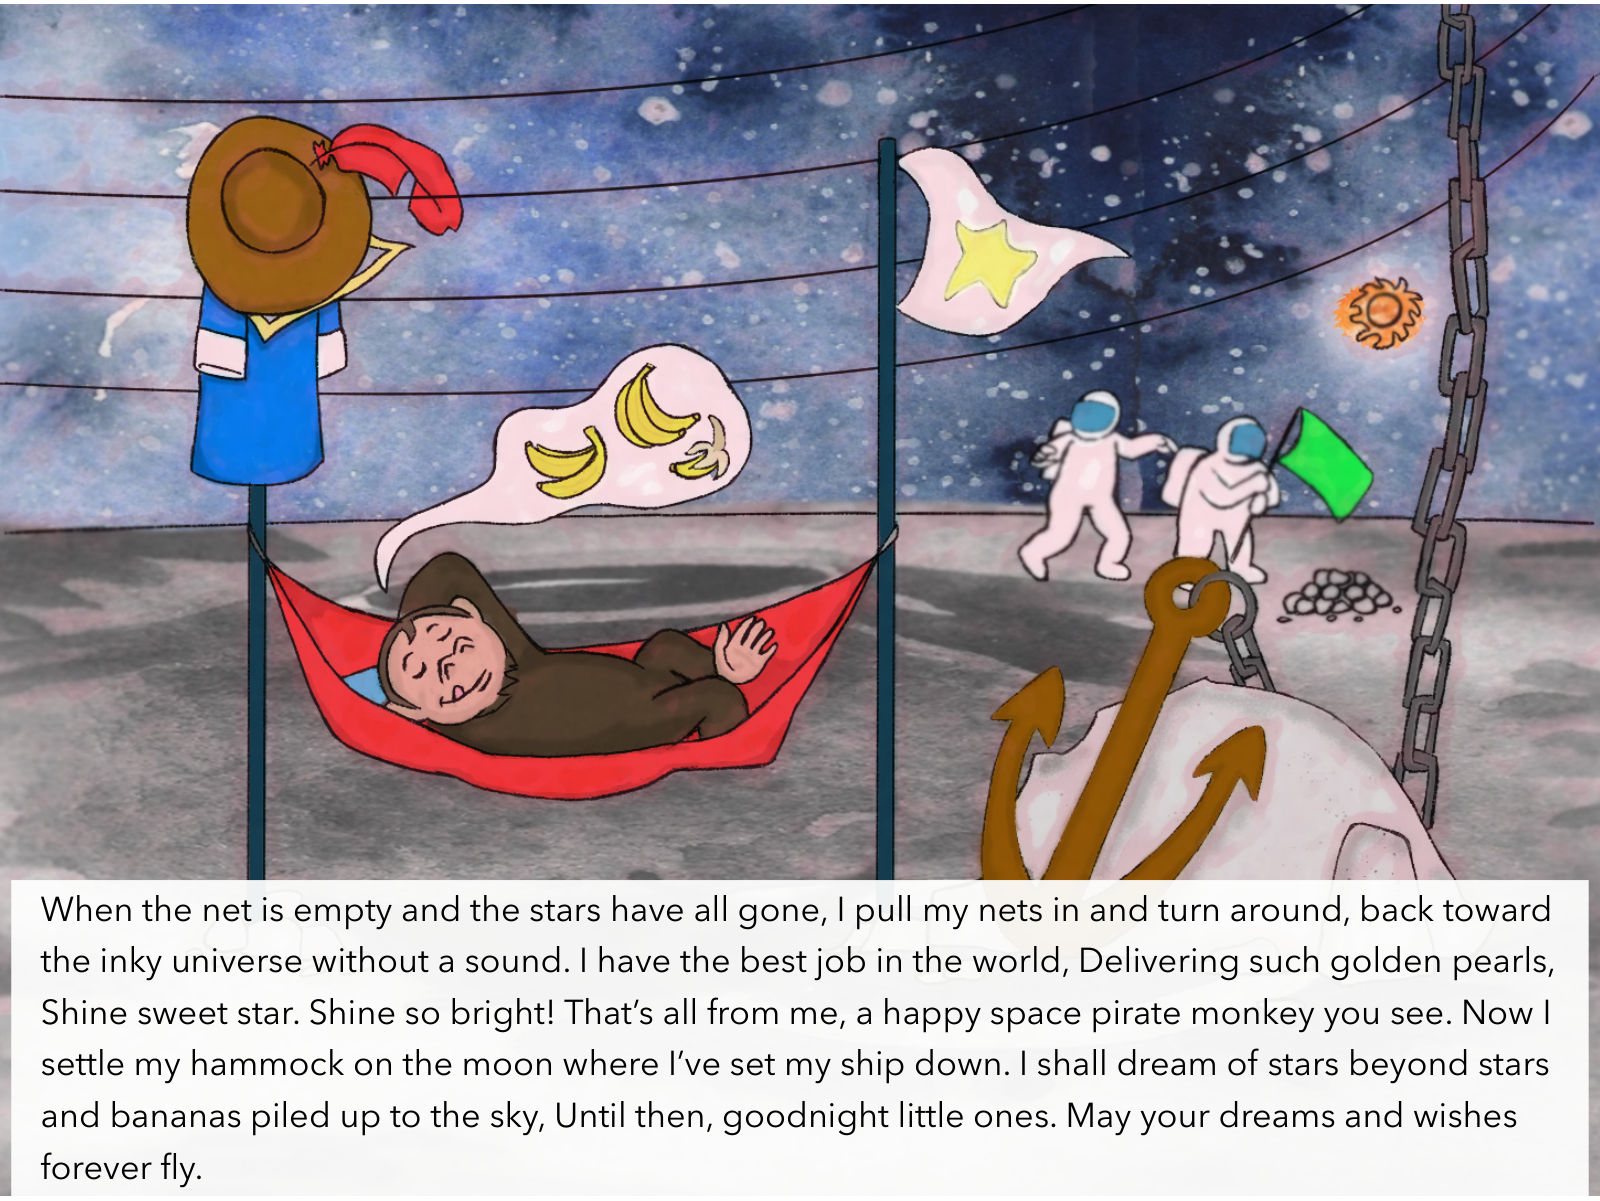 When the net is empty and the stars have all gone, I pull my nets in and turn around, back toward
the inky universe without a sound. I have the best job in the world, Delivering such golden pearls,
Shine sweet star. Shine so bright! That’s all from me, a happy space pirate monkey you see. Now I
settle my hammock on the moon where I’ve set my ship down. I shall dream of stars beyond stars
and bananas piled up to the sky, Until then, goodnight little ones. May your dreams and wishes
forever fly.